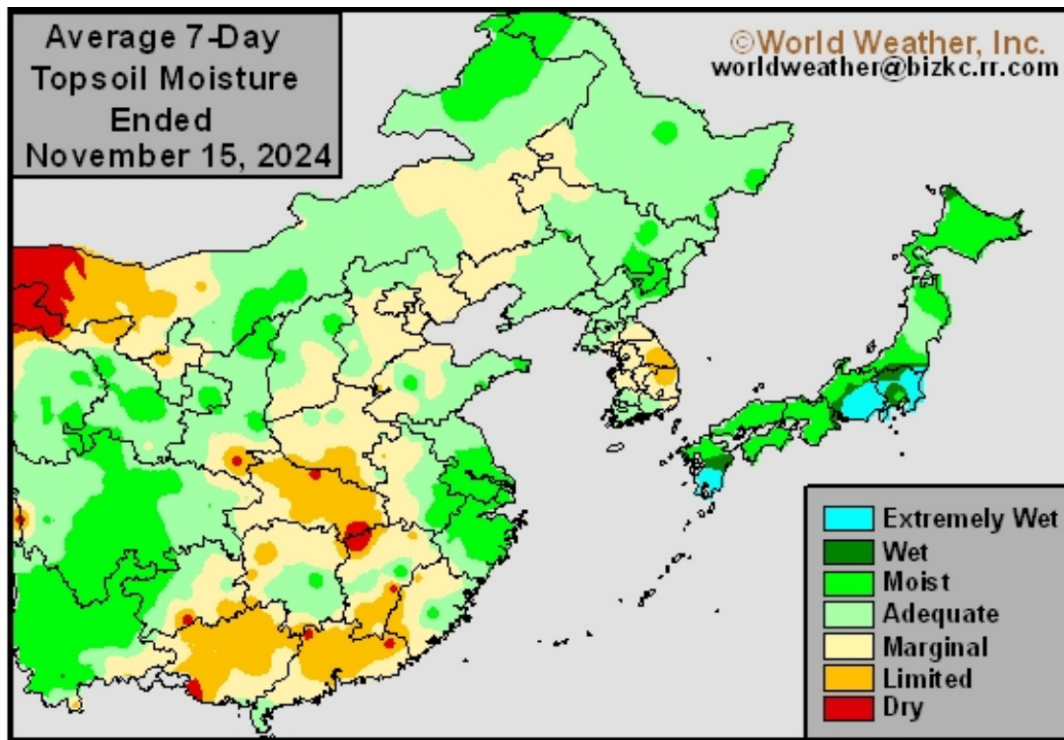 Average 7-Day
Topsoil Moisture
Ended
November 15, 2024
©World Weather, Inc.
worldweather@bizkc.rr.com
Extremely Wet
Wet
Moist
Adequate
Marginal
Limited
Dry